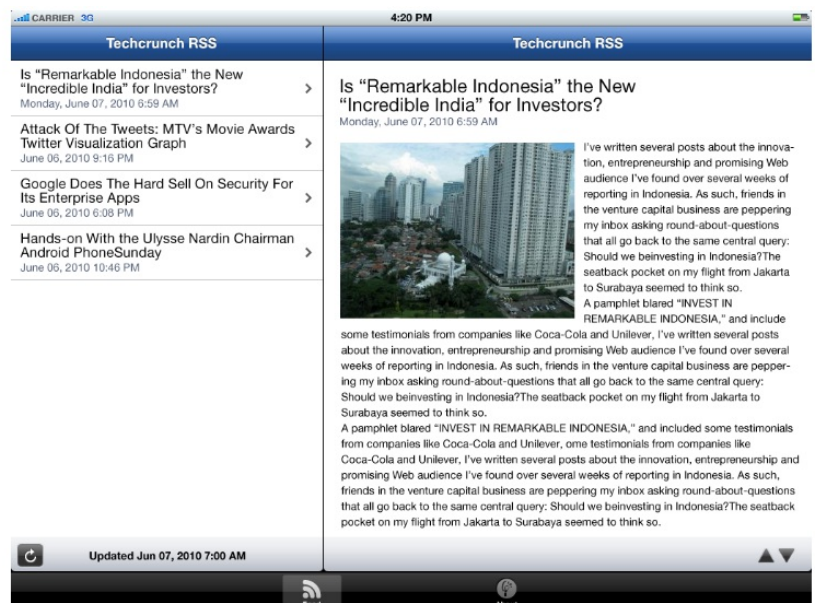 CARRIER 3G
4:20 PM
Techcrunch RSS
Is “Remarkable Indonesia” the New
“Incredible India” for Investors?
Monday, June 07, 2010 6:59 AM
Attack Of The Tweets: MTV’s Movie Awards
Twitter Visualization Graph
June 06, 2010 9:16 PM
Google Does The Hard Sell On Security For
Its Enterprise Apps
June 06, 2010 6:08 PM
Hands-on With the Ulysse Nardin Chairman
Android PhoneSunday
June 06, 2010 10:46 PM
Updated Jun 07, 2010 7:00 AM
Techcrunch RSS
Is “Remarkable Indonesia” the New
“Incredible India” for Investors?
Monday, June 07, 2010 6:59 AM
I’ve written several posts about the innova-
tion, entrepreneurship and promising Web
audience I’ve found over several weeks of
reporting in Indonesia. As such, friends in
the venture capital business are peppering
my inbox asking round-about-questions
that all go back to the same central query:
Should we beinvesting in Indonesia?The
seatback pocket on my flight from Jakarta
to Surabaya seemed to think so.
A pamphlet blared “INVEST IN
REMARKABLE INDONESIA,” and include
some testimonials from companies like Coca-Cola and Unilever, I’ve written several posts
about the innovation, entrepreneurship and promising Web audience I’ve found over several
weeks of reporting in Indonesia. As such, friends in the venture capital business are pepper-
ing my inbox asking round-about-questions that all go back to the same central query:
Should we beinvesting in Indonesia?The seatback pocket on my flight from Jakarta to
Surabaya seemed to think so.
A pamphlet blared “INVEST IN REMARKABLE INDONESIA,” and included some testimonials
from companies like Coca-Cola and Unilever, ome testimonials from companies like
Coca-Cola and Unilever, I’ve written several posts about the innovation, entrepreneurship and
promising Web audience I’ve found over several weeks of reporting in Indonesia. As such,
friends in the venture capital business are peppering my inbox asking round-about-questions
that all go back to the same central query: Should we beinvesting in Indonesia?The seatback
pocket on my flight from Jakarta to Surabaya seemed to think so.